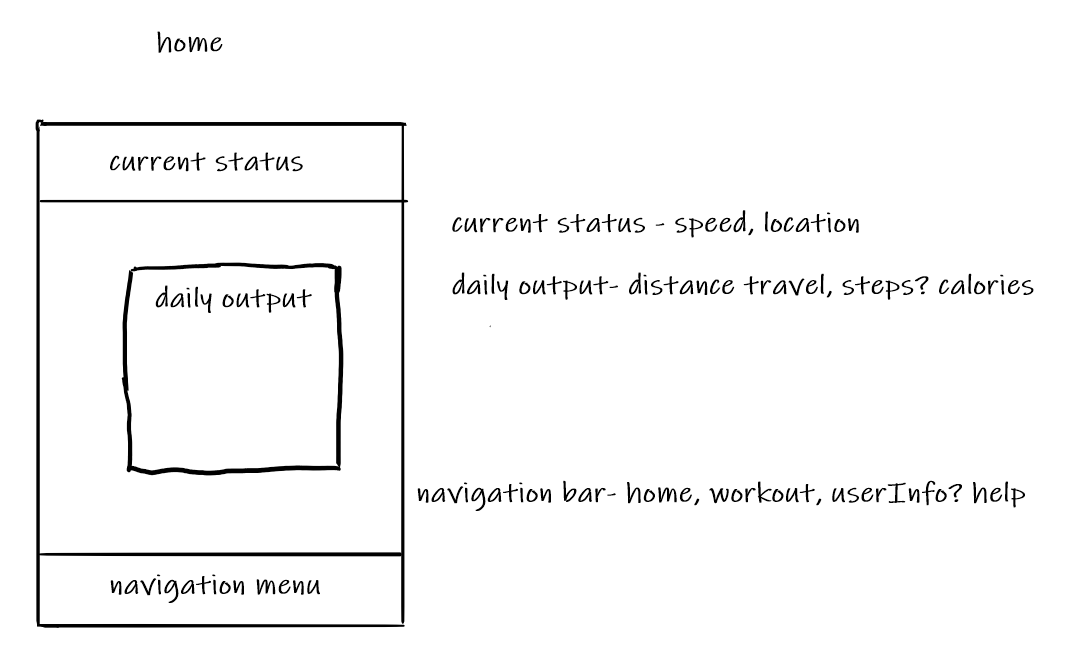 home
current status
current status - speed, location
daily output- distance travel, steps? calories
daily output
navigation bar- home, workout, userInfo? help
navigation menu